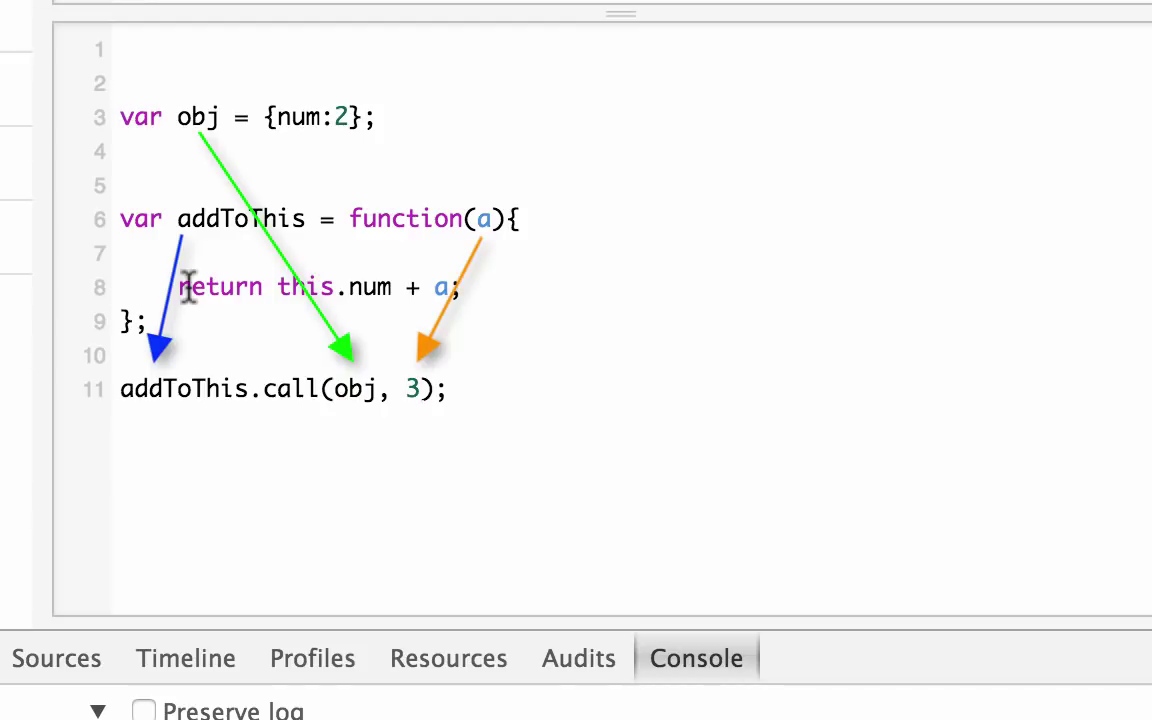 1
2
3 var obj = {num:2};
4
5
6 var addToThis = function(a){
7
8 return this.num + a;
9 };
10
11 addToThis.call(obj, 3);
Sources Timeline Profiles Resources Audits Console
▼ Preserve log